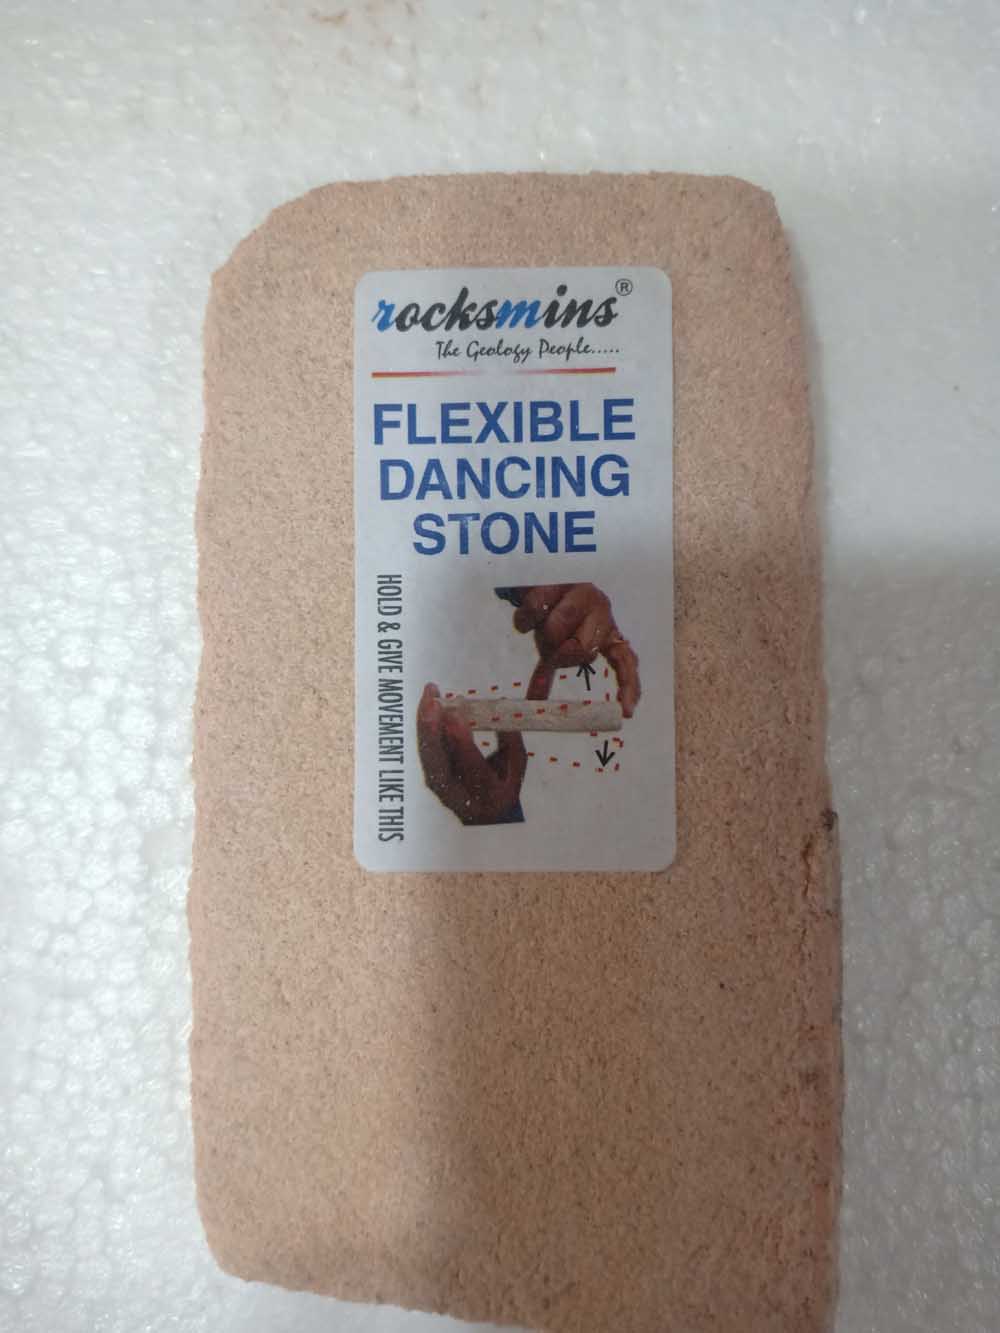 rocksmins®
The Geology People.....
FLEXIBLE
DANCING
STONE
HOLD & GIVE MOVEMENT LIKE THIS